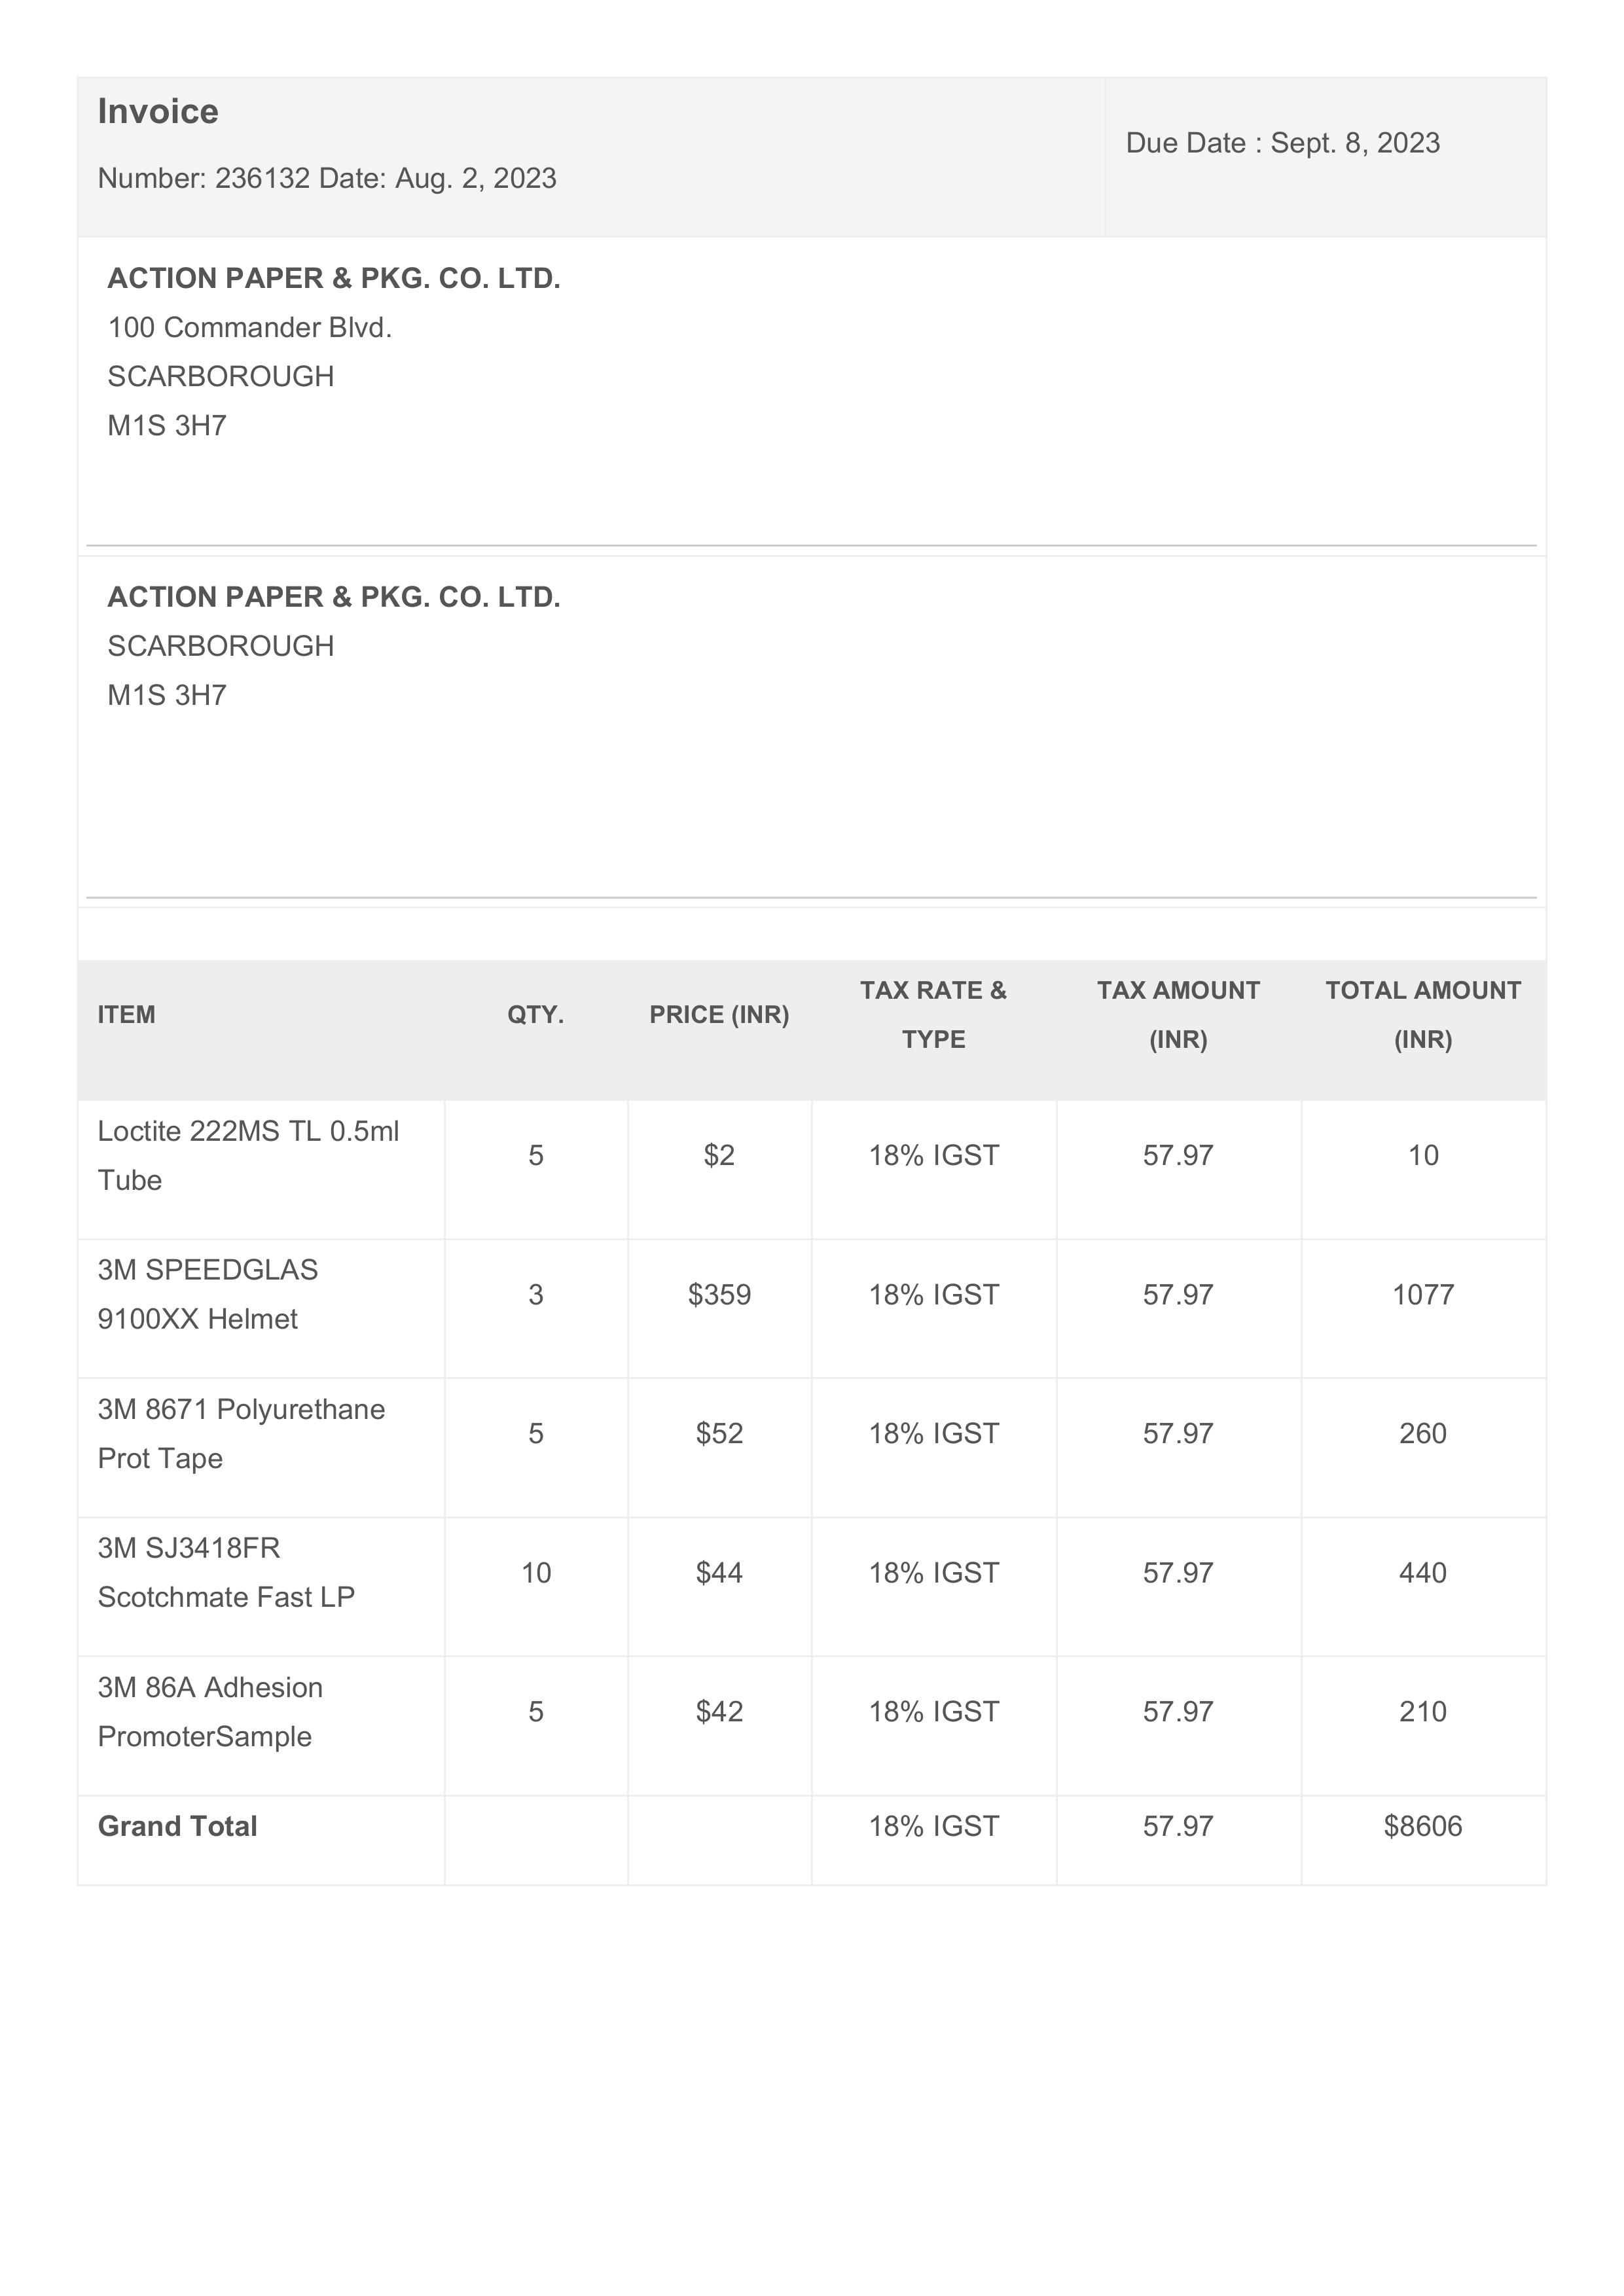 Invoice
Number: 236132 Date: Aug. 2, 2023
Due Date : Sept. 8, 2023
ACTION PAPER & PKG. CO. LTD.
100 Commander Blvd.
SCARBOROUGH
M1S 3H7
ACTION PAPER & PKG. CO. LTD.
SCARBOROUGH
M1S 3H7
ITEM QTY. PRICE (INR) TAX RATE & TYPE TAX AMOUNT (INR) TOTAL AMOUNT (INR)
Loctite 222MS TL 0.5ml
Tube
5 $2 18% IGST 57.97 10
3M SPEEDGLAS
9100XX Helmet
3 $359 18% IGST 57.97 1077
3M 8671 Polyurethane
Prot Tape
5 $52 18% IGST 57.97 260
3M SJ3418FR
Scotchmate Fast LP
10 $44 18% IGST 57.97 440
3M 86A Adhesion
PromoterSample
5 $42 18% IGST 57.97 210
Grand Total 18% IGST 57.97 $8606